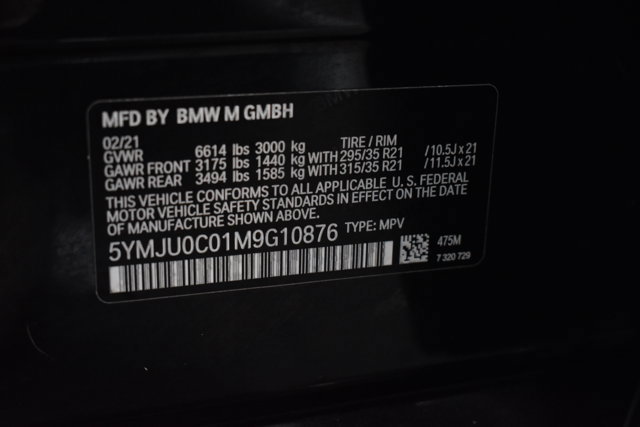 MFD BY BMW M GMBH
02/21 TIRE / RIM
GVWR 6614 lbs 3000 kg
GAWR FRONT 3175 lbs 1440 kg WITH 295/35 R21 /10.5J x 21
GAWR REAR 3494 lbs 1585 kg WITH 315/35 R21 /11.5J x 21
THIS VEHICLE CONFORMS TO ALL APPLICABLE U.S. FEDERAL
MOTOR VEHICLE SAFETY STANDARDS IN EFFECT ON THE DATE
OF MANUFACTURE SHOWN ABOVE.
5YMJU0C01M9G10876 TYPE: MPV
475M
7 320 729